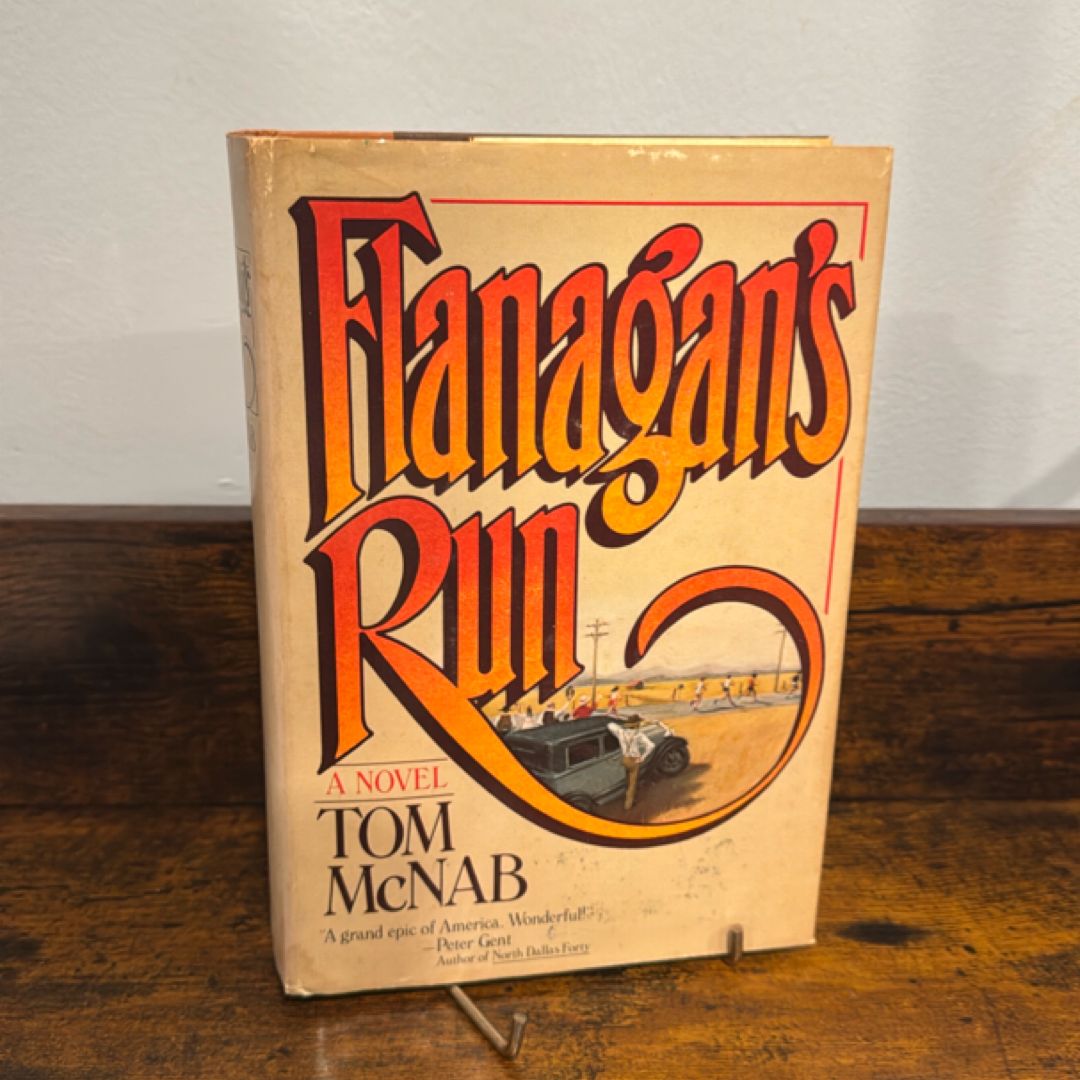 Flanagan's
Run
A NOVEL
TOM
McNAB
"A grand epic of America. Wonderful!"
—Peter Gent
Author of North Dallas Forty